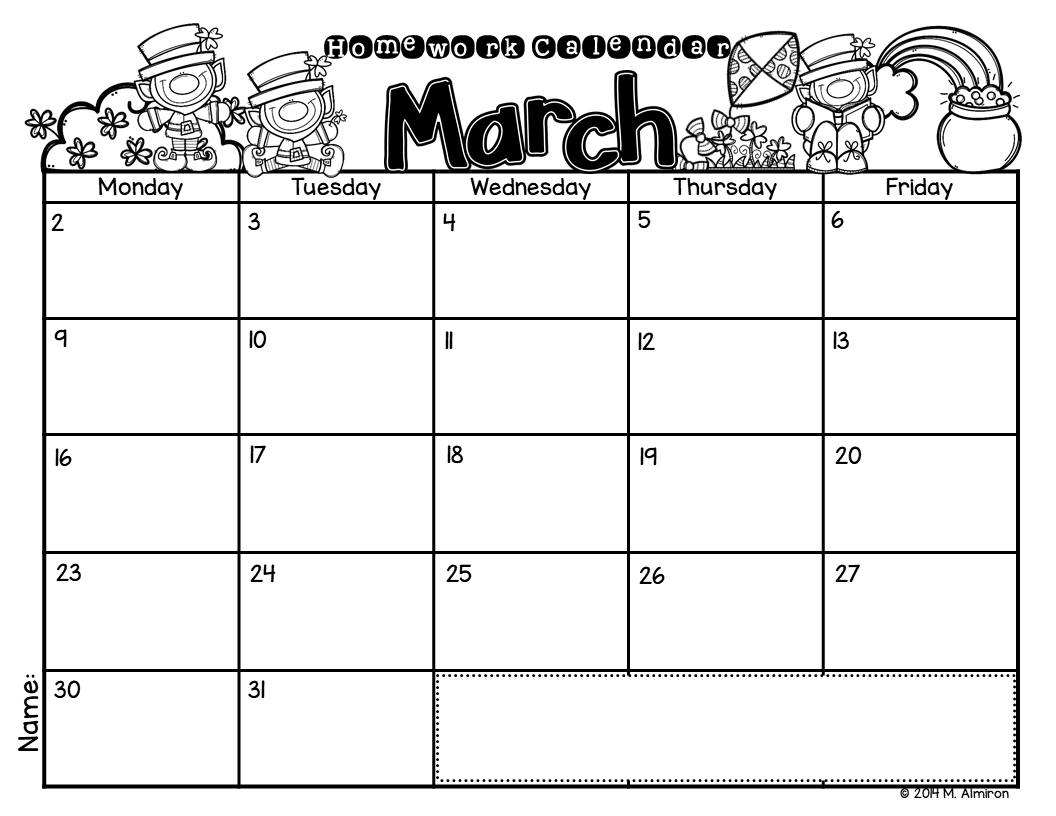 Homework Calendar
March
Monday Tuesday Wednesday Thursday Friday
2 3 4 5 6
9 10 11 12 13
16 17 18 19 20
23 24 25 26 27
30 31
Name:
© 2014 M. Almiron